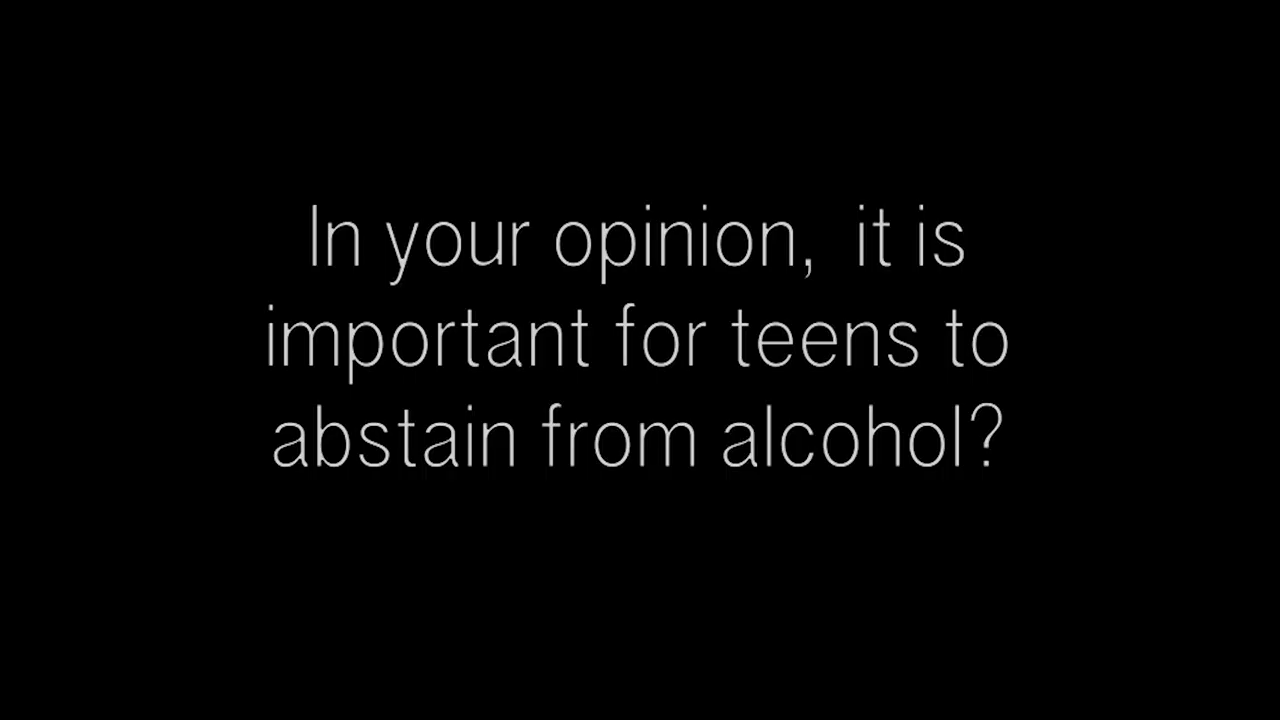 In your opinion,  it is
important for teens to
abstain from alcohol?